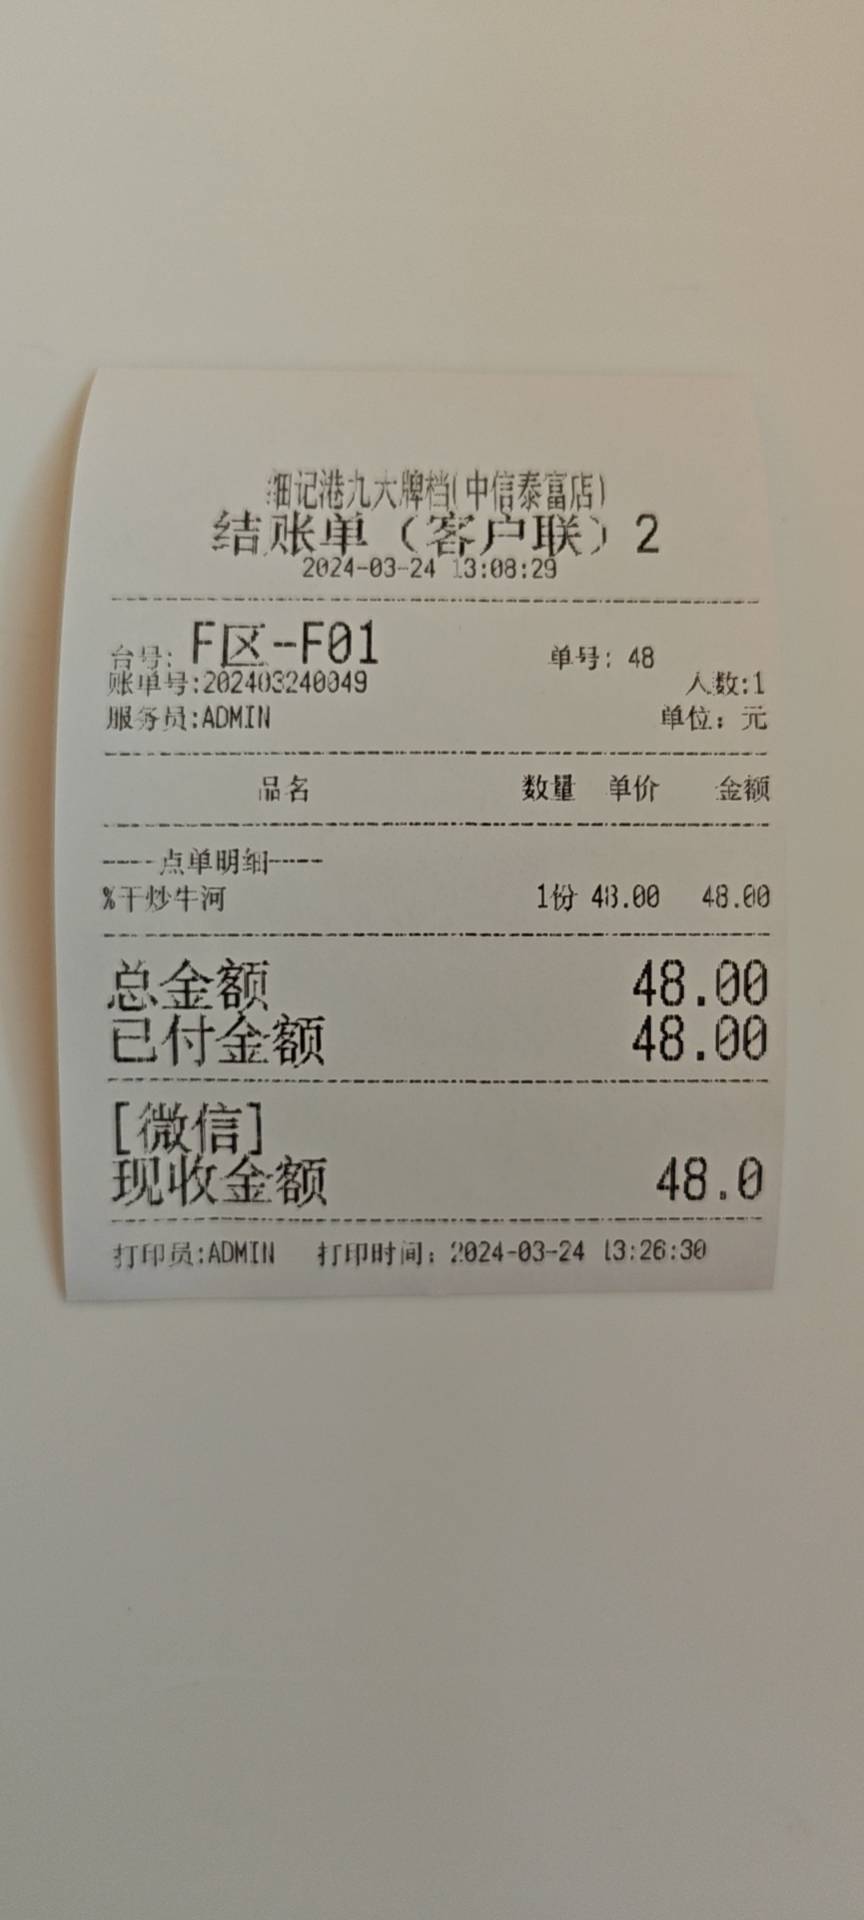 细记港九大牌档(中信泰富店)
结账单（客户联）2
2024-03-24 13:08:29
台号: F区-F01 单号: 48
账单号:202403240049 人数:1
服务员:ADMIN 单位：元
品名 数量 单价 金额
----点单明细----
%干炒牛河 1份 48.00 48.00
总金额 48.00
已付金额 48.00
[微信]
现收金额 48.0
打印员:ADMIN 打印时间：2024-03-24 13:26:30